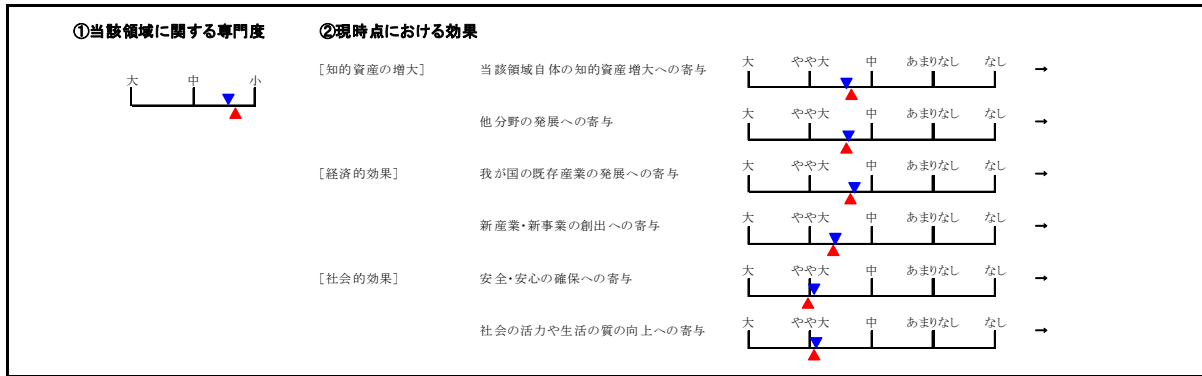 ①当該領域に関する専門度
大 中 小
②現時点における効果
[知的資産の増大] 当該領域自体の知的資産増大への寄与 大 やや大 中 あまりなし なし →
他分野の発展への寄与 大 やや大 中 あまりなし なし →
[経済的効果] 我が国の既存産業の発展への寄与 大 やや大 中 あまりなし なし →
新産業・新事業の創出への寄与 大 やや大 中 あまりなし なし →
[社会的効果] 安全・安心の確保への寄与 大 やや大 中 あまりなし なし →
社会の活力や生活の質の向上への寄与 大 やや大 中 あまりなし なし →